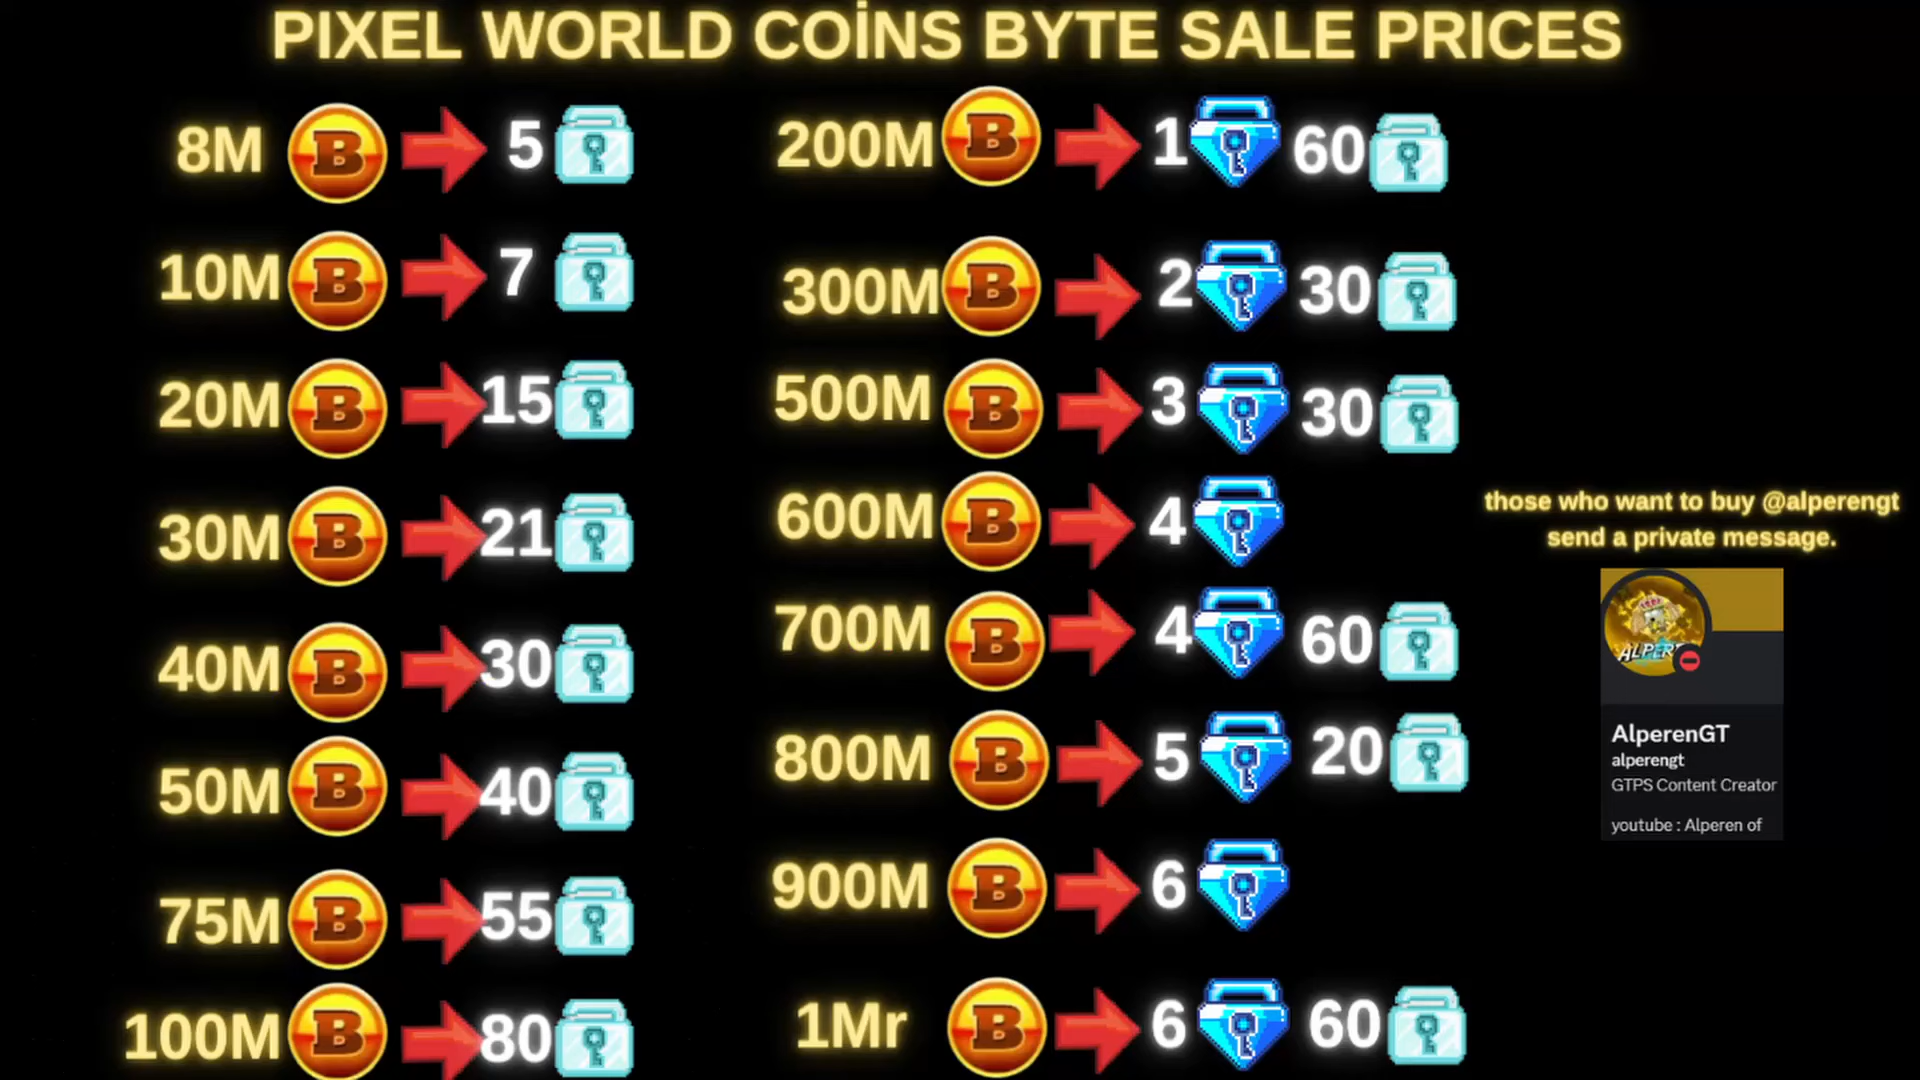 PIXEL WORLD COİNS BYTE SALE PRICES
8M B 5
10M B 7
20M B 15
30M B 21
40M B 30
50M B 40
75M B 55
100M B 80
200M B 1 60
300M B 2 30
500M B 3 30
600M B 4
700M B 4 60
800M B 5 20
900M B 6
1Mr B 6 60
those who want to buy @alperengt
send a private message.
AlperenGT
alperengt
GTPS Content Creator
youtube : Alperen of